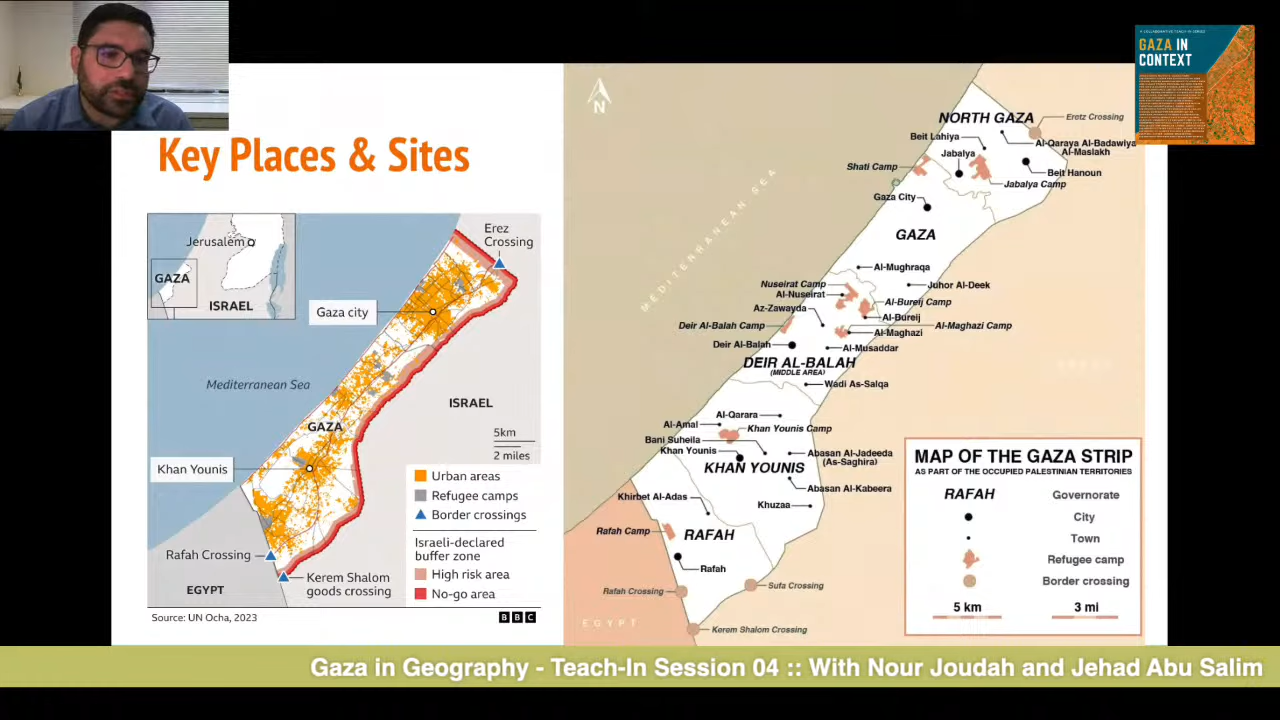 A COLLABORATIVE TEACH-IN SERIES
GAZA IN
CONTEXT
Key Places & Sites
Jerusalem
GAZA
ISRAEL
Erez
Crossing
Gaza city
Mediterranean Sea
ISRAEL
GAZA
5km
2 miles
Khan Younis
Urban areas
Refugee camps
Border crossings
Israeli-declared
buffer zone
High risk area
No-go area
Rafah Crossing
Kerem Shalom
goods crossing
EGYPT
Source: UN Ocha, 2023
BBC
N
MEDITERRANEAN SEA
NORTH GAZA
Erotz Crossing
Beit Lahiya
Al-Qaraya Al-Badawiya
Al-Maslakh
Jabalya
Shati Camp
Beit Hanoun
Jabalya Camp
Gaza City
GAZA
Al-Mughraqa
Nuseirat Camp
Juhor Al-Deek
Al-Nuseirat
Al-Bureij Camp
Az-Zawayda
Al-Bureij
Deir Al-Balah Camp
Al-Maghazi Camp
Al-Maghazi
Deir Al-Balah
Al-Musaddar
DEIR AL-BALAH
(MIDDLE AREA)
Wadi As-Salqa
Al-Qarara
Al-Amal
Khan Younis Camp
Bani Suheila
Khan Younis
Abasan Al-Jadeeda
(As-Saghira)
KHAN YOUNIS
Abasan Al-Kabeera
Khirbet Al-Adas
Khuzaa
Rafah Camp
RAFAH
Rafah
Sufa Crossing
Rafah Crossing
EGYPT
Kerem Shalom Crossing
MAP OF THE GAZA STRIP
AS PART OF THE OCCUPIED PALESTINIAN TERRITORIES
RAFAH Governorate
City
Town
Refugee camp
Border crossing
5 km 3 mi
Gaza in Geography - Teach-In Session 04 :: With Nour Joudah and Jehad Abu Salim